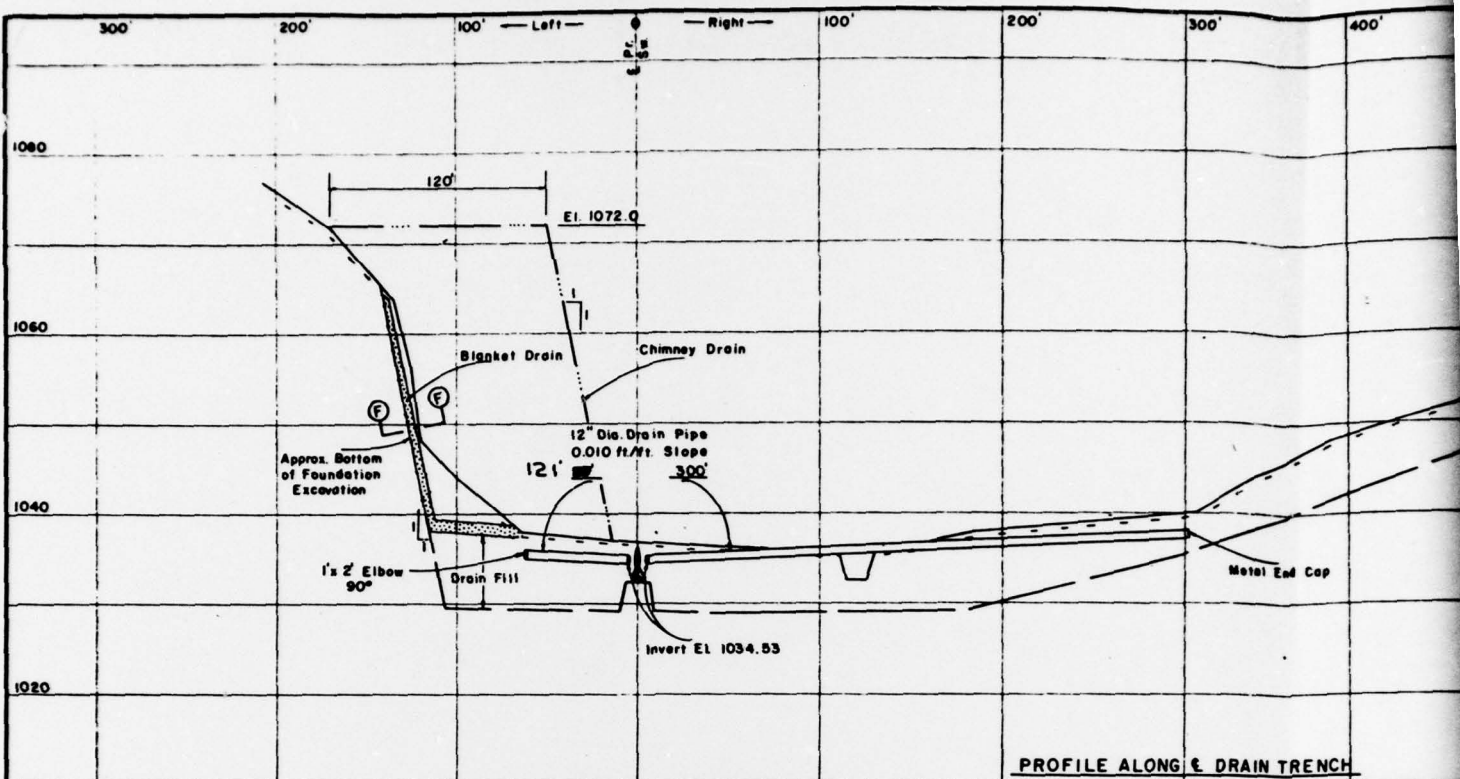 300' 200' 100' Left Right 100' 200' 300' 400'
℄ Pr. Sw.
1080
120'
El. 1072.0
1
1
1060
Blanket Drain
Chimney Drain
F F
12" Dia. Drain Pipe
0.010 ft/ft. Slope
121' 300'
Approx. Bottom
of Foundation
Excavation
1040
1
1
1' x 2' Elbow
90°
Drain Fill
Metal End Cap
Invert El. 1034.53
1020
PROFILE ALONG ℄ DRAIN TRENCH